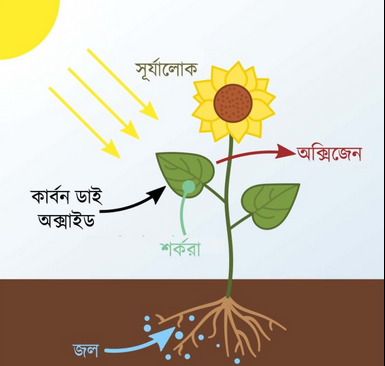 সূর্যালোক
অক্সিজেন
কার্বন ডাই
অক্সাইড
শর্করা
জল